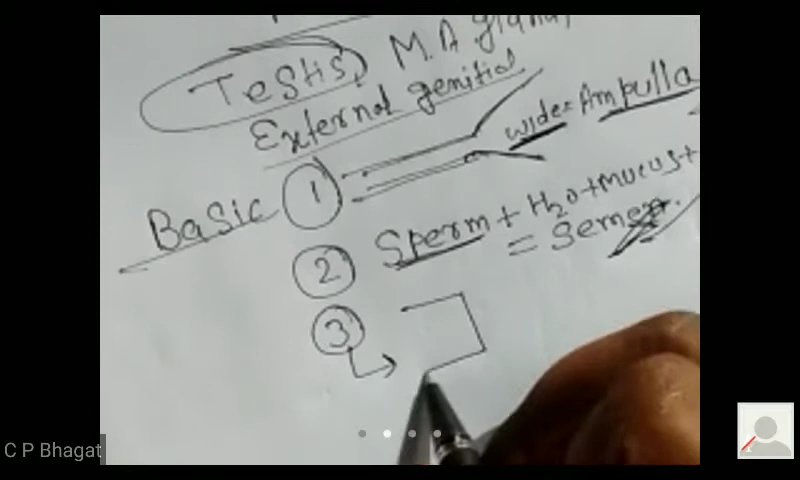 Testis) M.A gland,
External genitial
Basic ① wide = Ampulla
② Sperm + H₂O + Mucus +
= Semen.
③
C P Bhagat